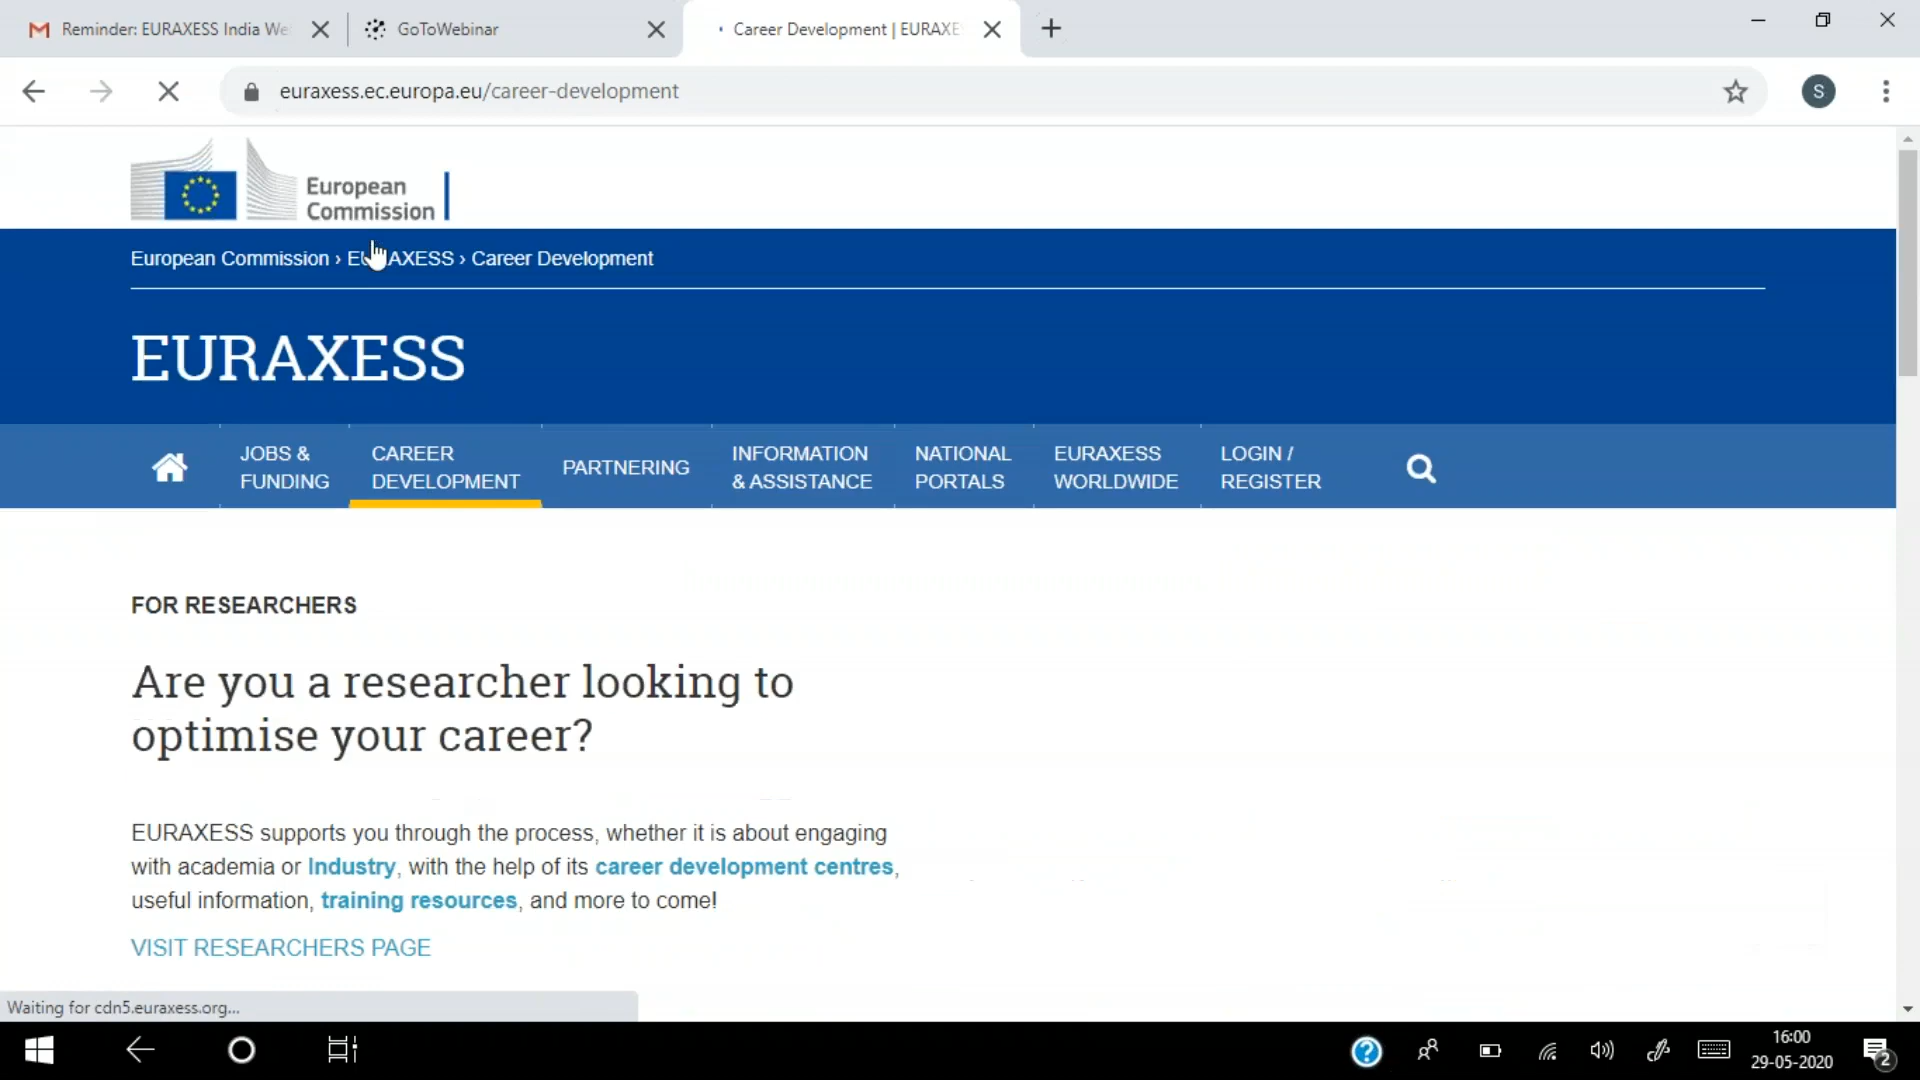 Reminder: EURAXESS India We
GoToWebinar
Career Development | EURAXE
euraxess.ec.europa.eu/career-development
S
European
Commission
European Commission › EURAXESS › Career Development
EURAXESS
JOBS &
FUNDING
CAREER
DEVELOPMENT
PARTNERING
INFORMATION
& ASSISTANCE
NATIONAL
PORTALS
EURAXESS
WORLDWIDE
LOGIN /
REGISTER
FOR RESEARCHERS
Are you a researcher looking to
optimise your career?
EURAXESS supports you through the process, whether it is about engaging
with academia or Industry, with the help of its career development centres,
useful information, training resources, and more to come!
VISIT RESEARCHERS PAGE
Waiting for cdn5.euraxess.org...
16:00
29-05-2020
2